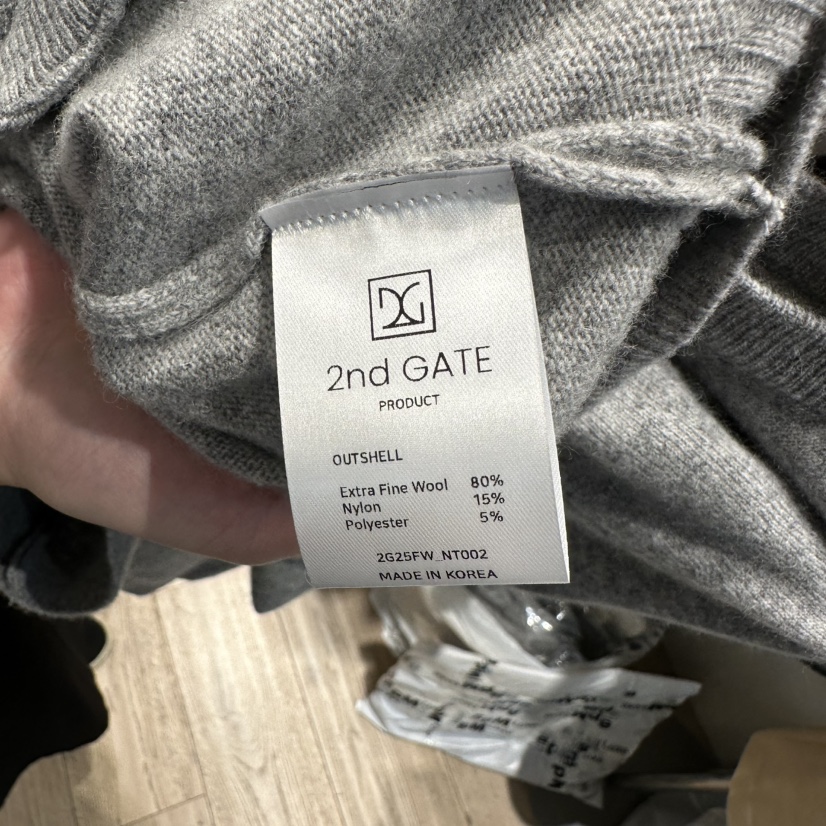 2nd GATE
PRODUCT
OUTSHELL
Extra Fine Wool 80%
Nylon 15%
Polyester 5%
2G25FW_NT002
MADE IN KOREA